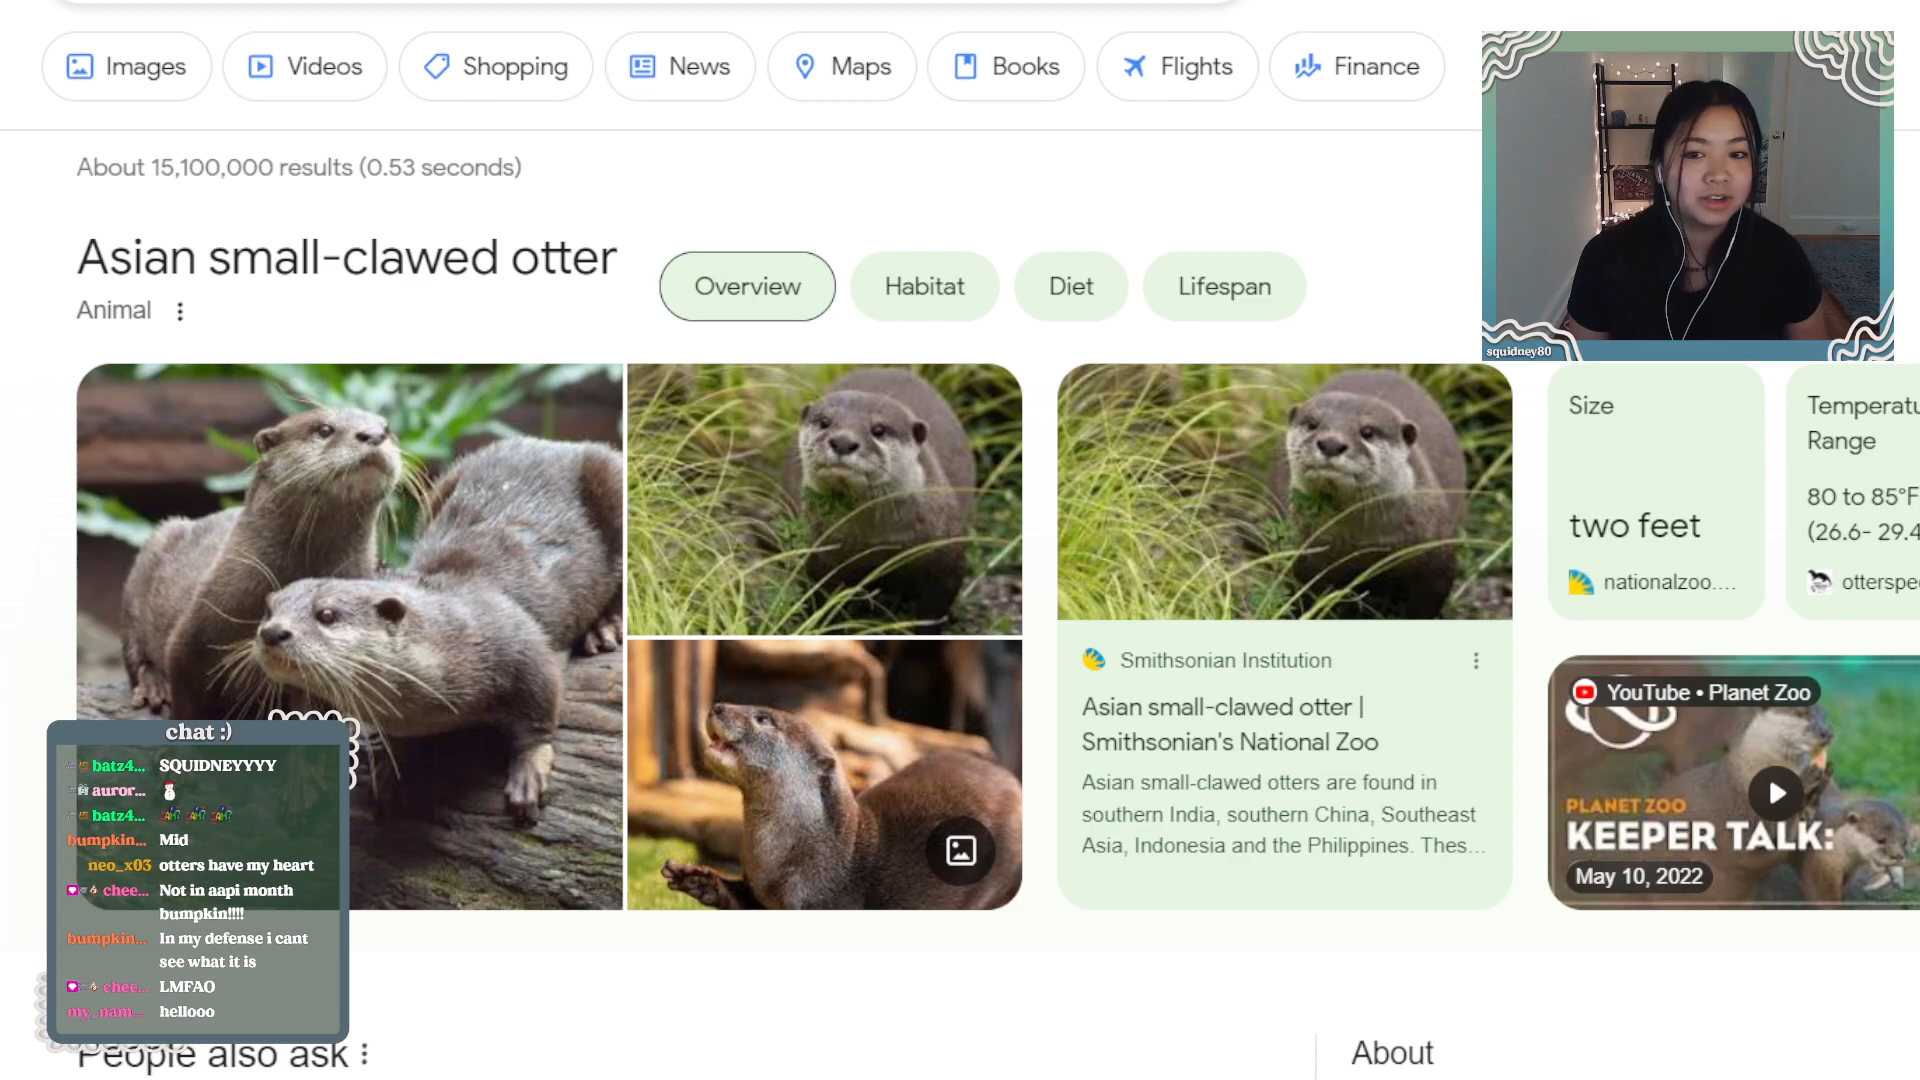 Images
Videos
Shopping
News
Maps
Books
Flights
Finance
About 15,100,000 results (0.53 seconds)
Asian small-clawed otter
Animal
Overview
Habitat
Diet
Lifespan
squidney80
Smithsonian Institution
Asian small-clawed otter |
Smithsonian's National Zoo
Asian small-clawed otters are found in
southern India, southern China, Southeast
Asia, Indonesia and the Philippines. Thes...
Size
two feet
nationalzoo....
Temperatu
Range
80 to 85°F
(26.6- 29.4
otterspe
YouTube • Planet Zoo
PLANET ZOO
KEEPER TALK:
May 10, 2022
chat :)
batz4... SQUIDNEYYYY
auror...
batz4...
bumpkin... Mid
neo_x03 otters have my heart
chee... Not in aapi month
bumpkin!!!!
bumpkin... In my defense i cant
see what it is
chee... LMFAO
my_nam... hellooo
People also ask
About